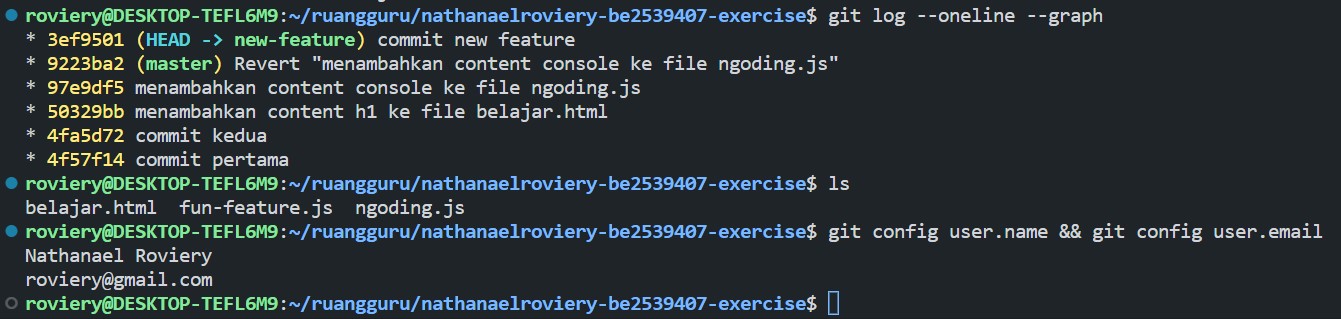 roviery@DESKTOP-TEFL6M9:~/ruangguru/nathanaelroviery-be2539407-exercise$ git log --oneline --graph
* 3ef9501 (HEAD -> new-feature) commit new feature
* 9223ba2 (master) Revert "menambahkan content console ke file ngoding.js"
* 97e9df5 menambahkan content console ke file ngoding.js
* 50329bb menambahkan content h1 ke file belajar.html
* 4fa5d72 commit kedua
* 4f57f14 commit pertama
roviery@DESKTOP-TEFL6M9:~/ruangguru/nathanaelroviery-be2539407-exercise$ ls
belajar.html  fun-feature.js  ngoding.js
roviery@DESKTOP-TEFL6M9:~/ruangguru/nathanaelroviery-be2539407-exercise$ git config user.name && git config user.email
Nathanael Roviery
roviery@gmail.com
roviery@DESKTOP-TEFL6M9:~/ruangguru/nathanaelroviery-be2539407-exercise$